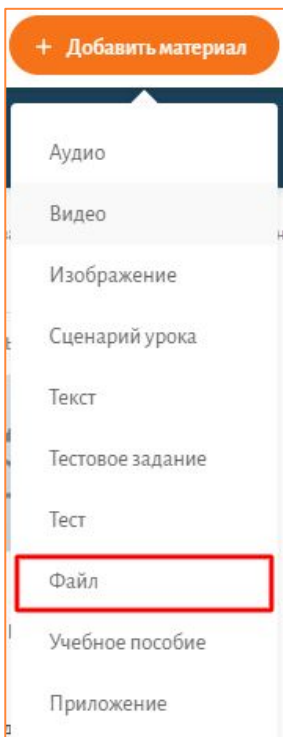 + Добавить материал
Аудио
Видео
Изображение
Сценарий урока
Текст
Тестовое задание
Тест
Файл
Учебное пособие
Приложение